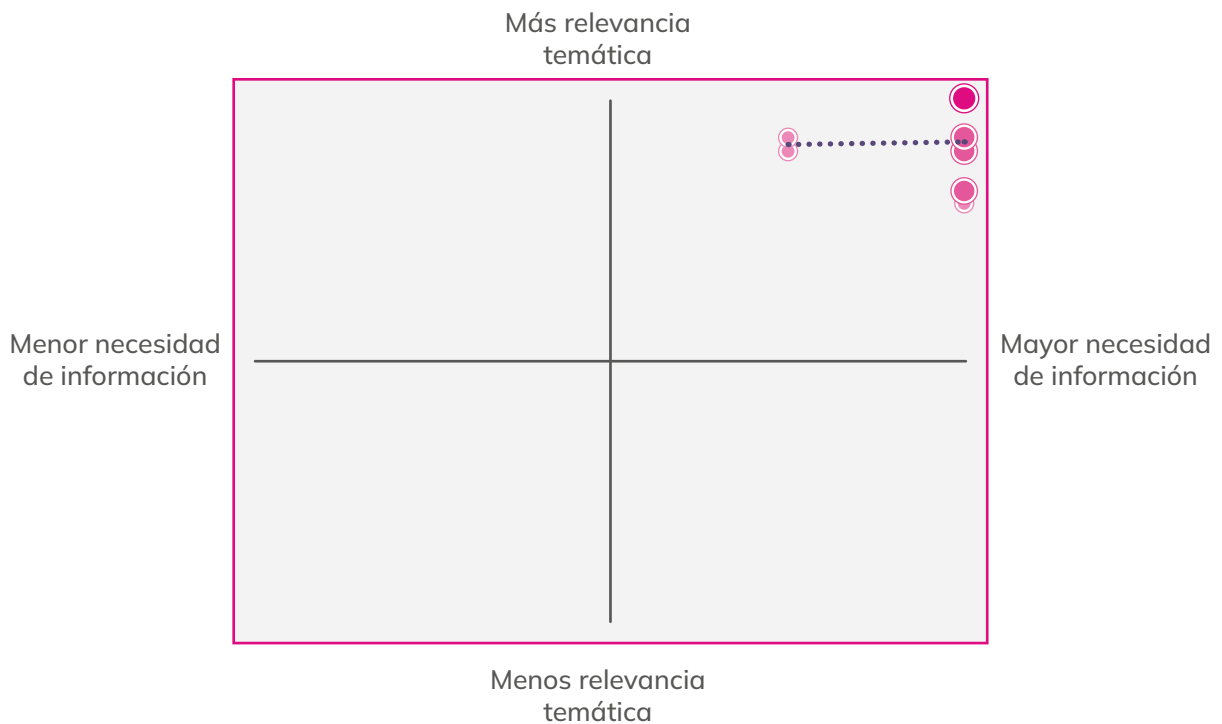 Más relevancia
temática
Menor necesidad
de información
Mayor necesidad
de información
Menos relevancia
temática